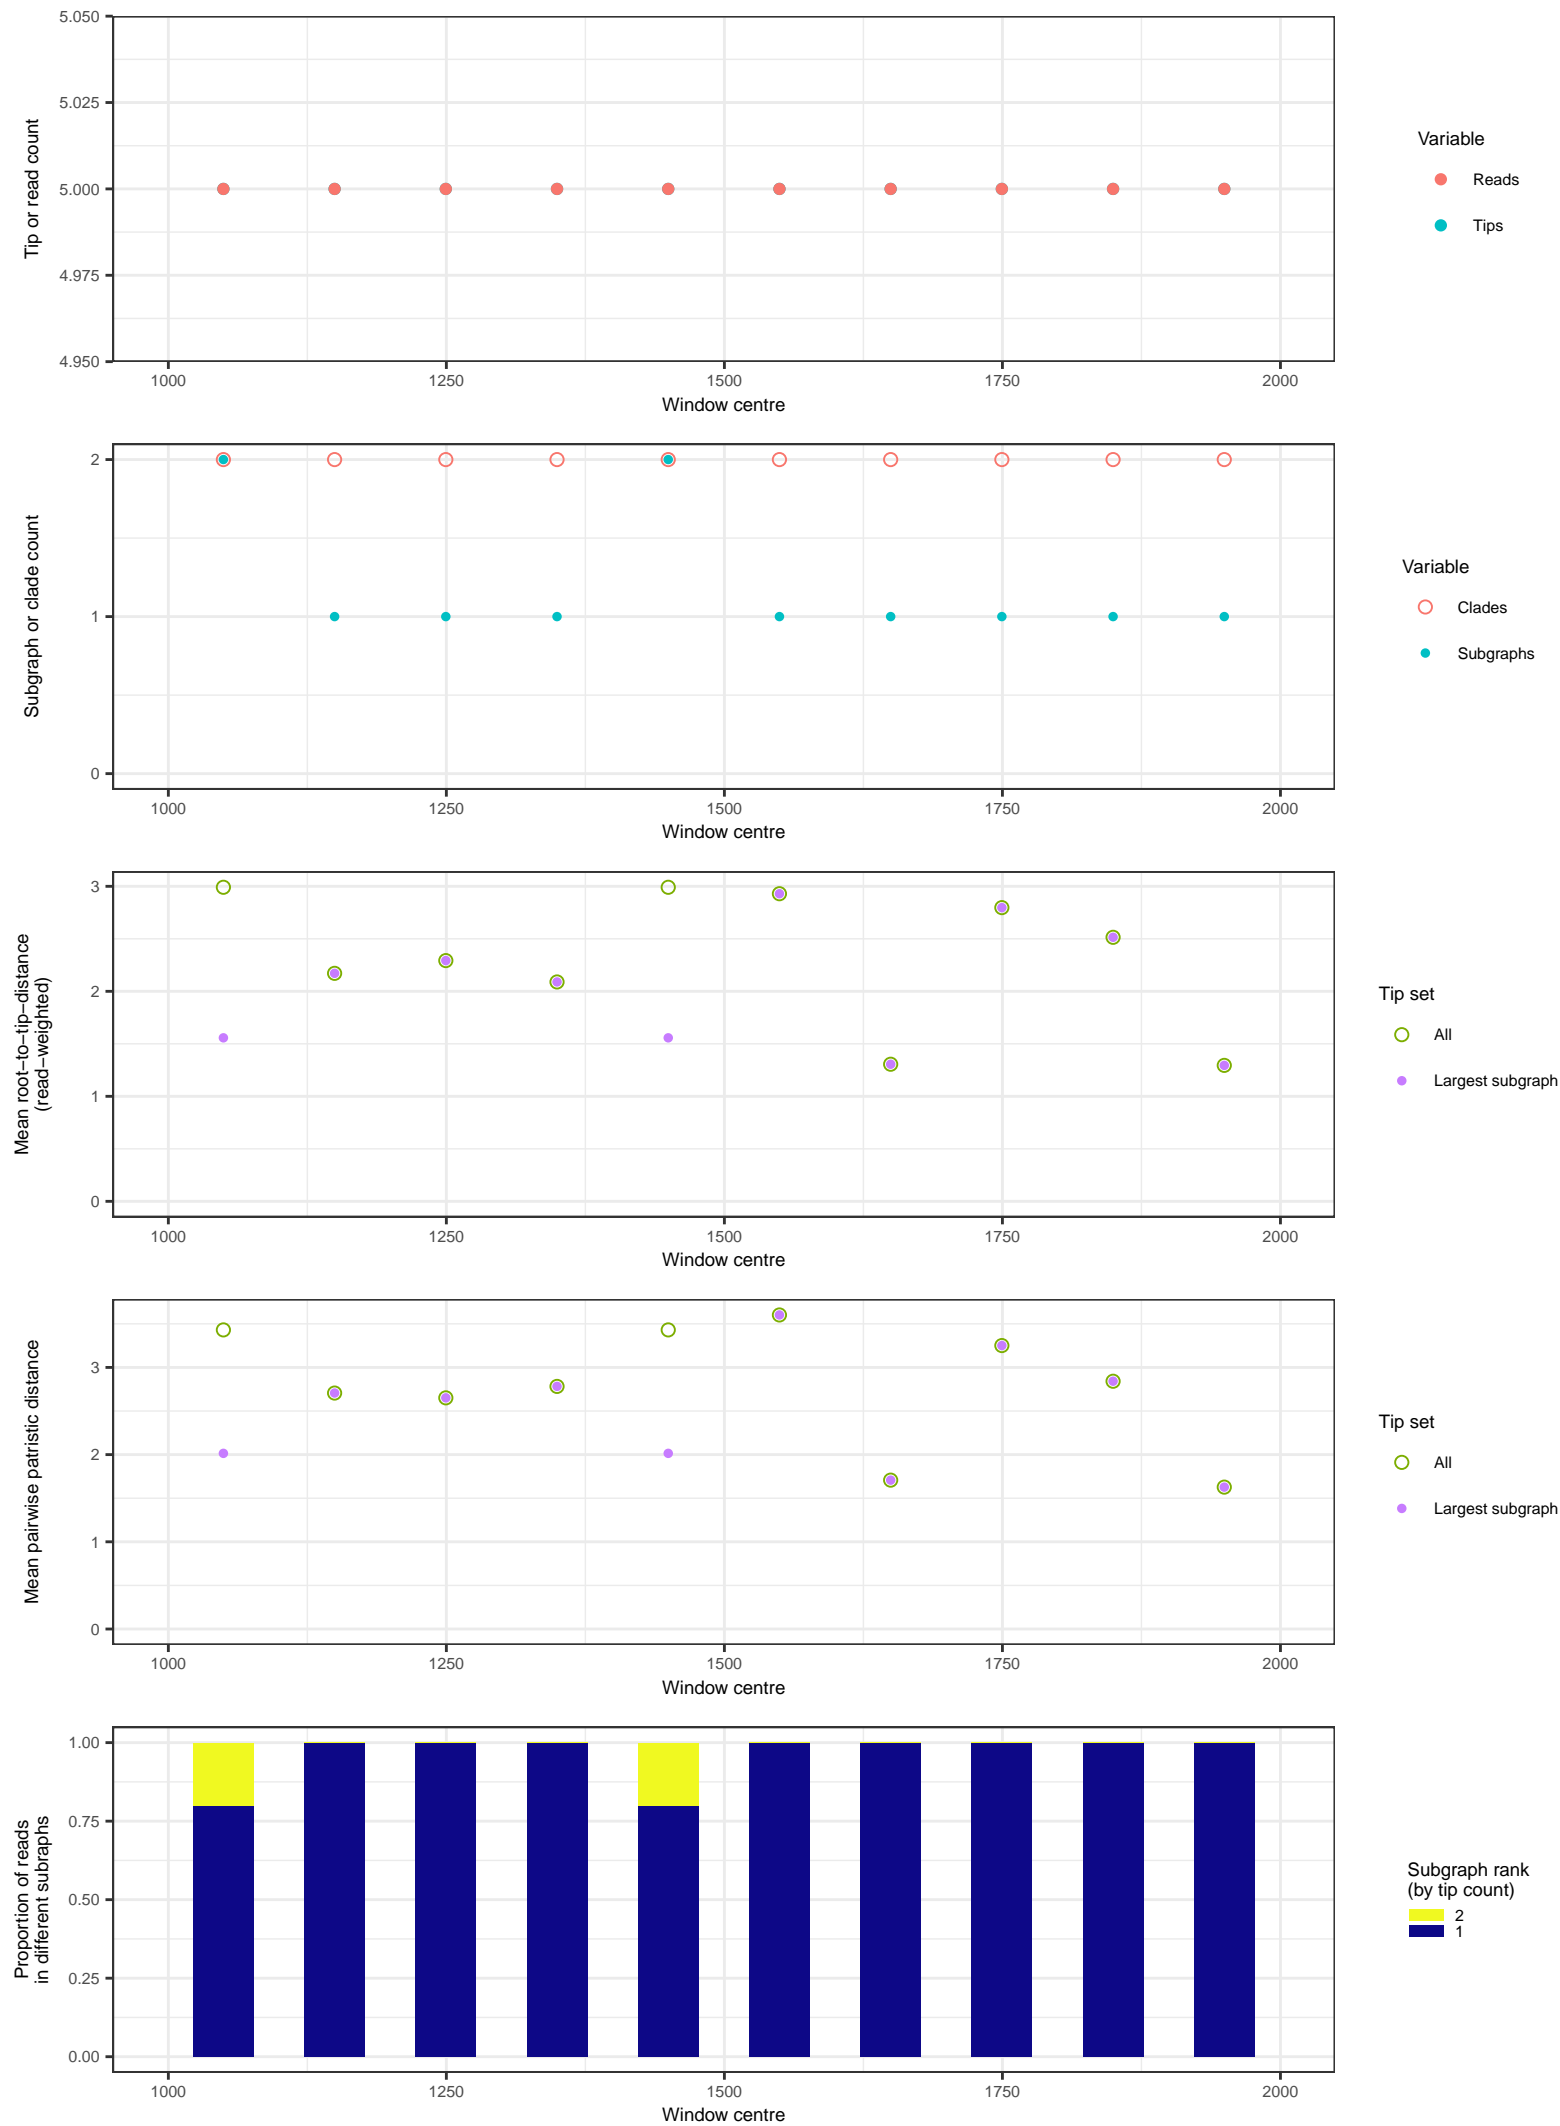 5.050
5.025
5.000
4.975
4.950
Tip or read count
1000 1250 1500 1750 2000
Window centre
Variable
Reads
Tips
2
1
0
Subgraph or clade count
1000 1250 1500 1750 2000
Window centre
Variable
Clades
Subgraphs
3
2
1
0
Mean root−to−tip−distance
(read−weighted)
1000 1250 1500 1750 2000
Window centre
Tip set
All
Largest subgraph
3
2
1
0
Mean pairwise patristic distance
1000 1250 1500 1750 2000
Window centre
Tip set
All
Largest subgraph
1.00
0.75
0.50
0.25
0.00
Proportion of reads
in different subraphs
1000 1250 1500 1750 2000
Window centre
Subgraph rank
(by tip count)
2
1